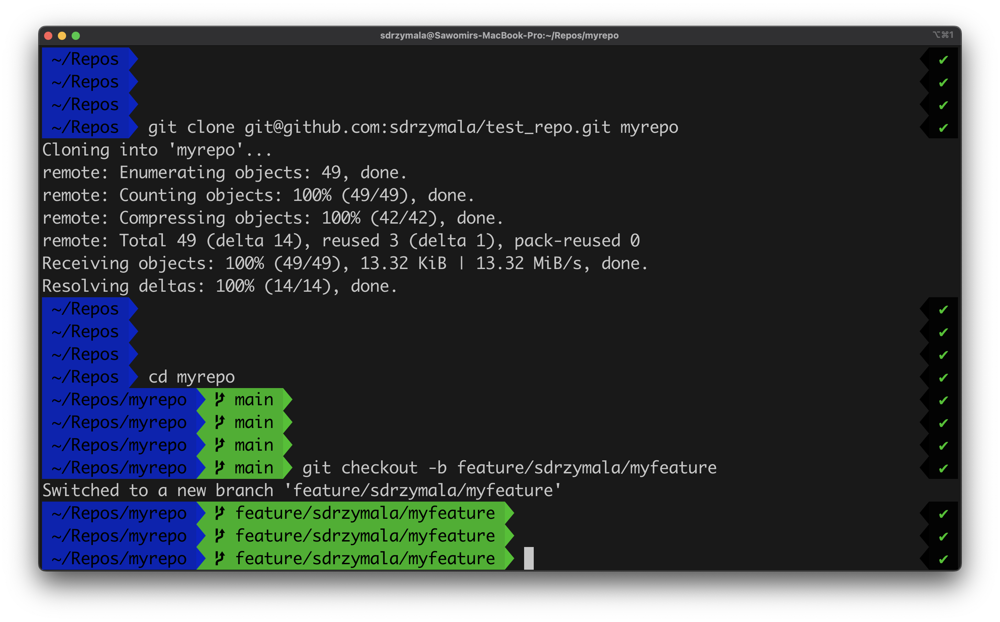 sdrzymala@Sawomirs-MacBook-Pro:~/Repos/myrepo ⌥⌘1
~/Repos ✔
~/Repos ✔
~/Repos ✔
~/Repos git clone git@github.com:sdrzymala/test_repo.git myrepo ✔
Cloning into 'myrepo'...
remote: Enumerating objects: 49, done.
remote: Counting objects: 100% (49/49), done.
remote: Compressing objects: 100% (42/42), done.
remote: Total 49 (delta 14), reused 3 (delta 1), pack-reused 0
Receiving objects: 100% (49/49), 13.32 KiB | 13.32 MiB/s, done.
Resolving deltas: 100% (14/14), done.
~/Repos ✔
~/Repos ✔
~/Repos ✔
~/Repos cd myrepo ✔
~/Repos/myrepo main ✔
~/Repos/myrepo main ✔
~/Repos/myrepo main ✔
~/Repos/myrepo main git checkout -b feature/sdrzymala/myfeature ✔
Switched to a new branch 'feature/sdrzymala/myfeature'
~/Repos/myrepo feature/sdrzymala/myfeature ✔
~/Repos/myrepo feature/sdrzymala/myfeature ✔
~/Repos/myrepo feature/sdrzymala/myfeature ✔